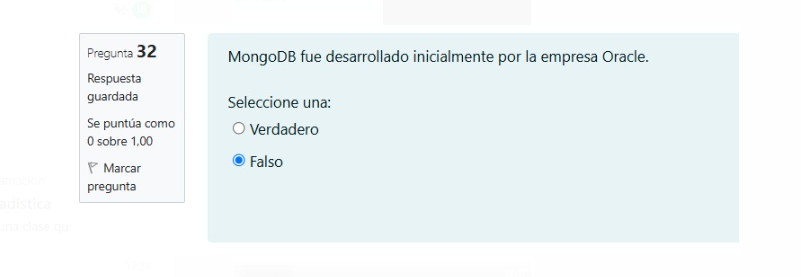 Pregunta 32
Respuesta
guardada
Se puntúa como
0 sobre 1,00
Marcar
pregunta
MongoDB fue desarrollado inicialmente por la empresa Oracle.
Seleccione una:
Verdadero
Falso